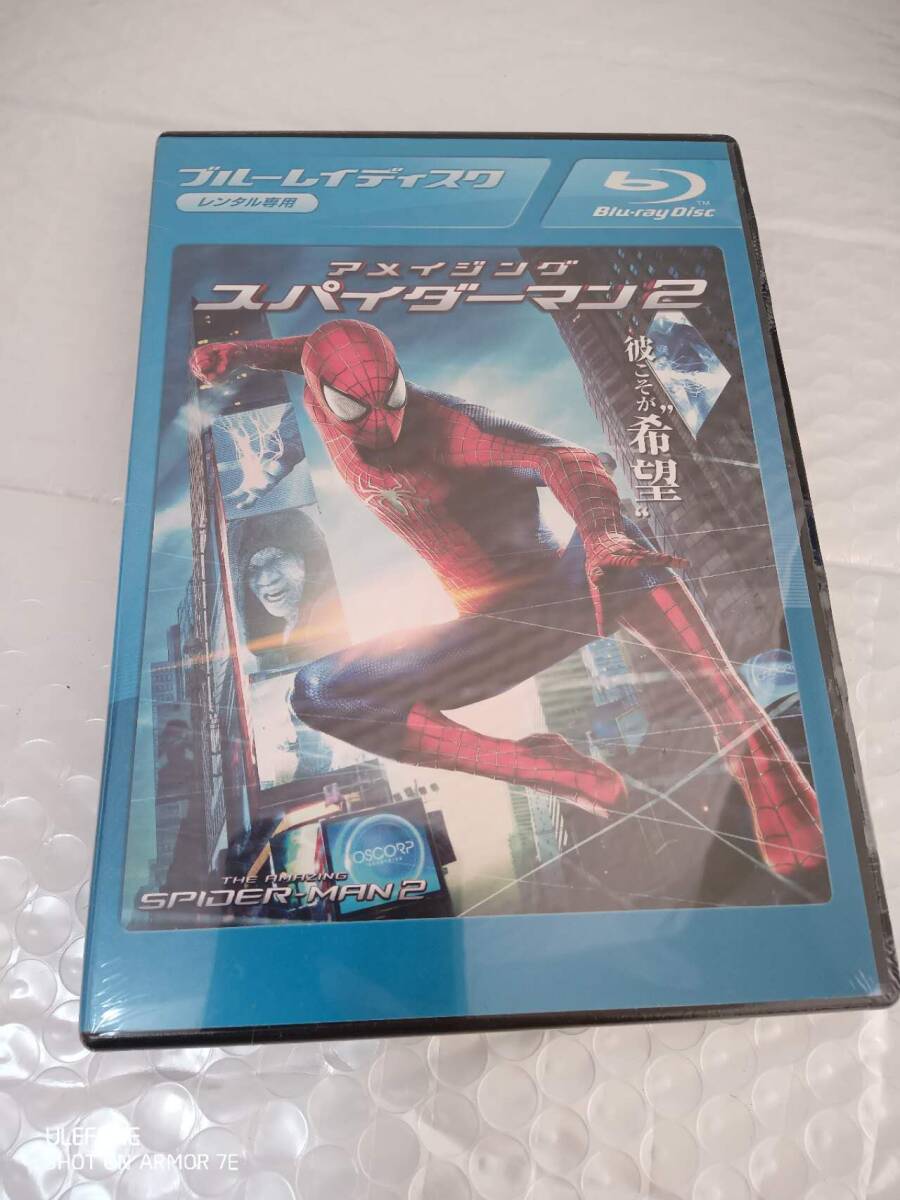 ブルーレイディスク
レンタル専用
Blu-ray Disc
TM
アメイジング
スパイダーマン2
彼こそが”希望“
OSCORP
THE AMAZING
SPIDER-MAN 2
SHOT ON ARMOR 7E